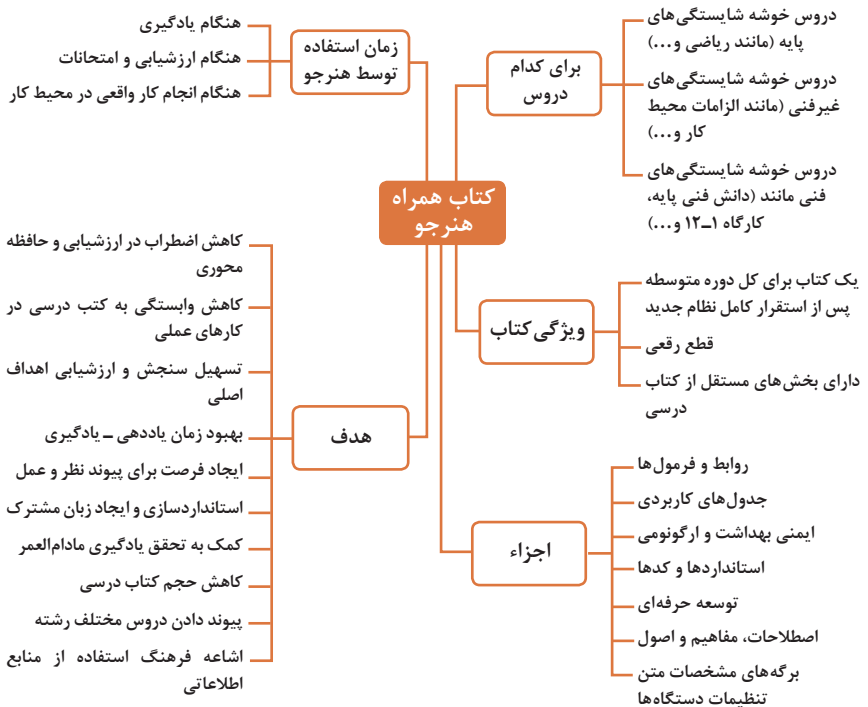 کتاب همراه
هنرجو
برای کدام
دروس
دروس خوشه شایستگی‌های
پایه (مانند ریاضی و...)
دروس خوشه شایستگی‌های
غیرفنی (مانند الزامات محیط
کار و...)
دروس خوشه شایستگی‌های
فنی مانند (دانش فنی پایه،
کارگاه ۱ــ۱۲ و...)
ویژگی کتاب
یک کتاب برای کل دوره متوسطه
پس از استقرار کامل نظام جدید
قطع رقعی
دارای بخش‌های مستقل از کتاب
درسی
اجزاء
روابط و فرمول‌ها
جدول‌های کاربردی
ایمنی بهداشت و ارگونومی
استانداردها و کدها
توسعه حرفه‌ای
اصطلاحات، مفاهیم و اصول
برگه‌های مشخصات متن
تنظیمات دستگاه‌ها
زمان استفاده
توسط هنرجو
هنگام یادگیری
هنگام ارزشیابی و امتحانات
هنگام انجام کار واقعی در محیط کار
هدف
کاهش اضطراب در ارزشیابی و حافظه
محوری
کاهش وابستگی به کتب درسی در
کارهای عملی
تسهیل سنجش و ارزشیابی اهداف
اصلی
بهبود زمان یاددهی ــ یادگیری
ایجاد فرصت برای پیوند نظر و عمل
استانداردسازی و ایجاد زبان مشترک
کمک به تحقق یادگیری مادام‌العمر
کاهش حجم کتاب درسی
پیوند دادن دروس مختلف رشته
اشاعه فرهنگ استفاده از منابع
اطلاعاتی